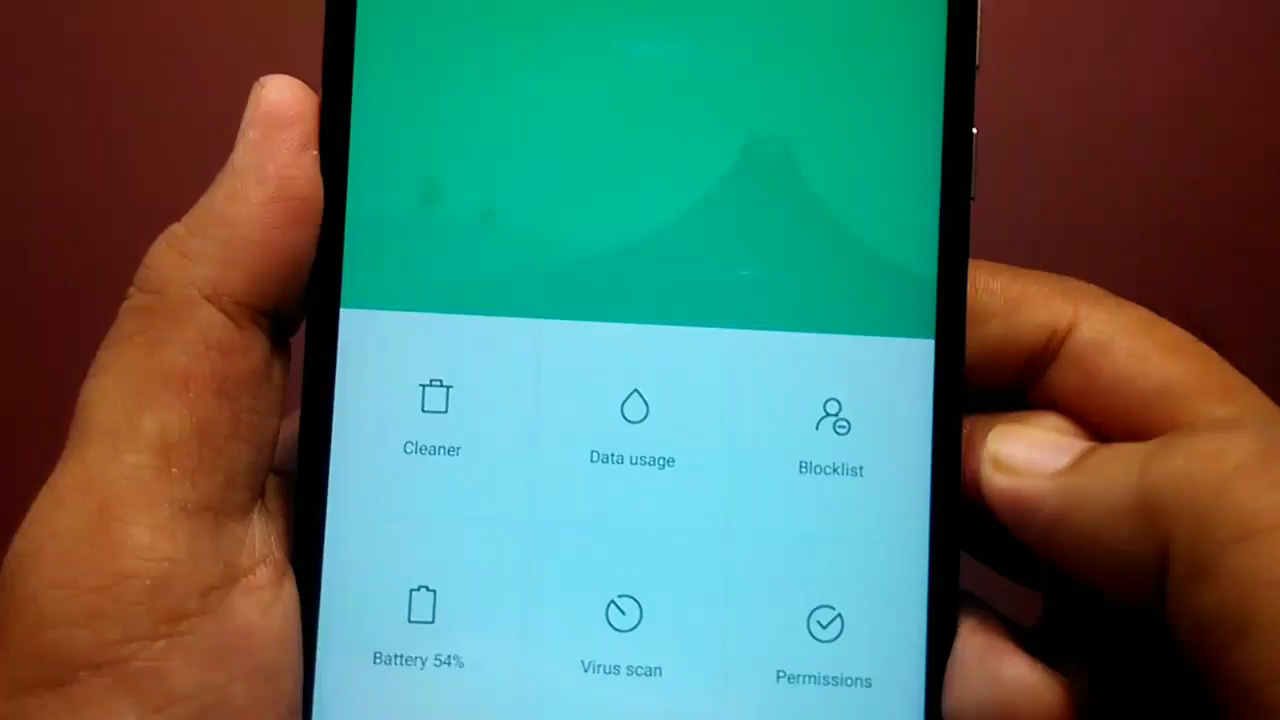 Cleaner
Data usage
Blocklist
Battery 54%
Virus scan
Permissions